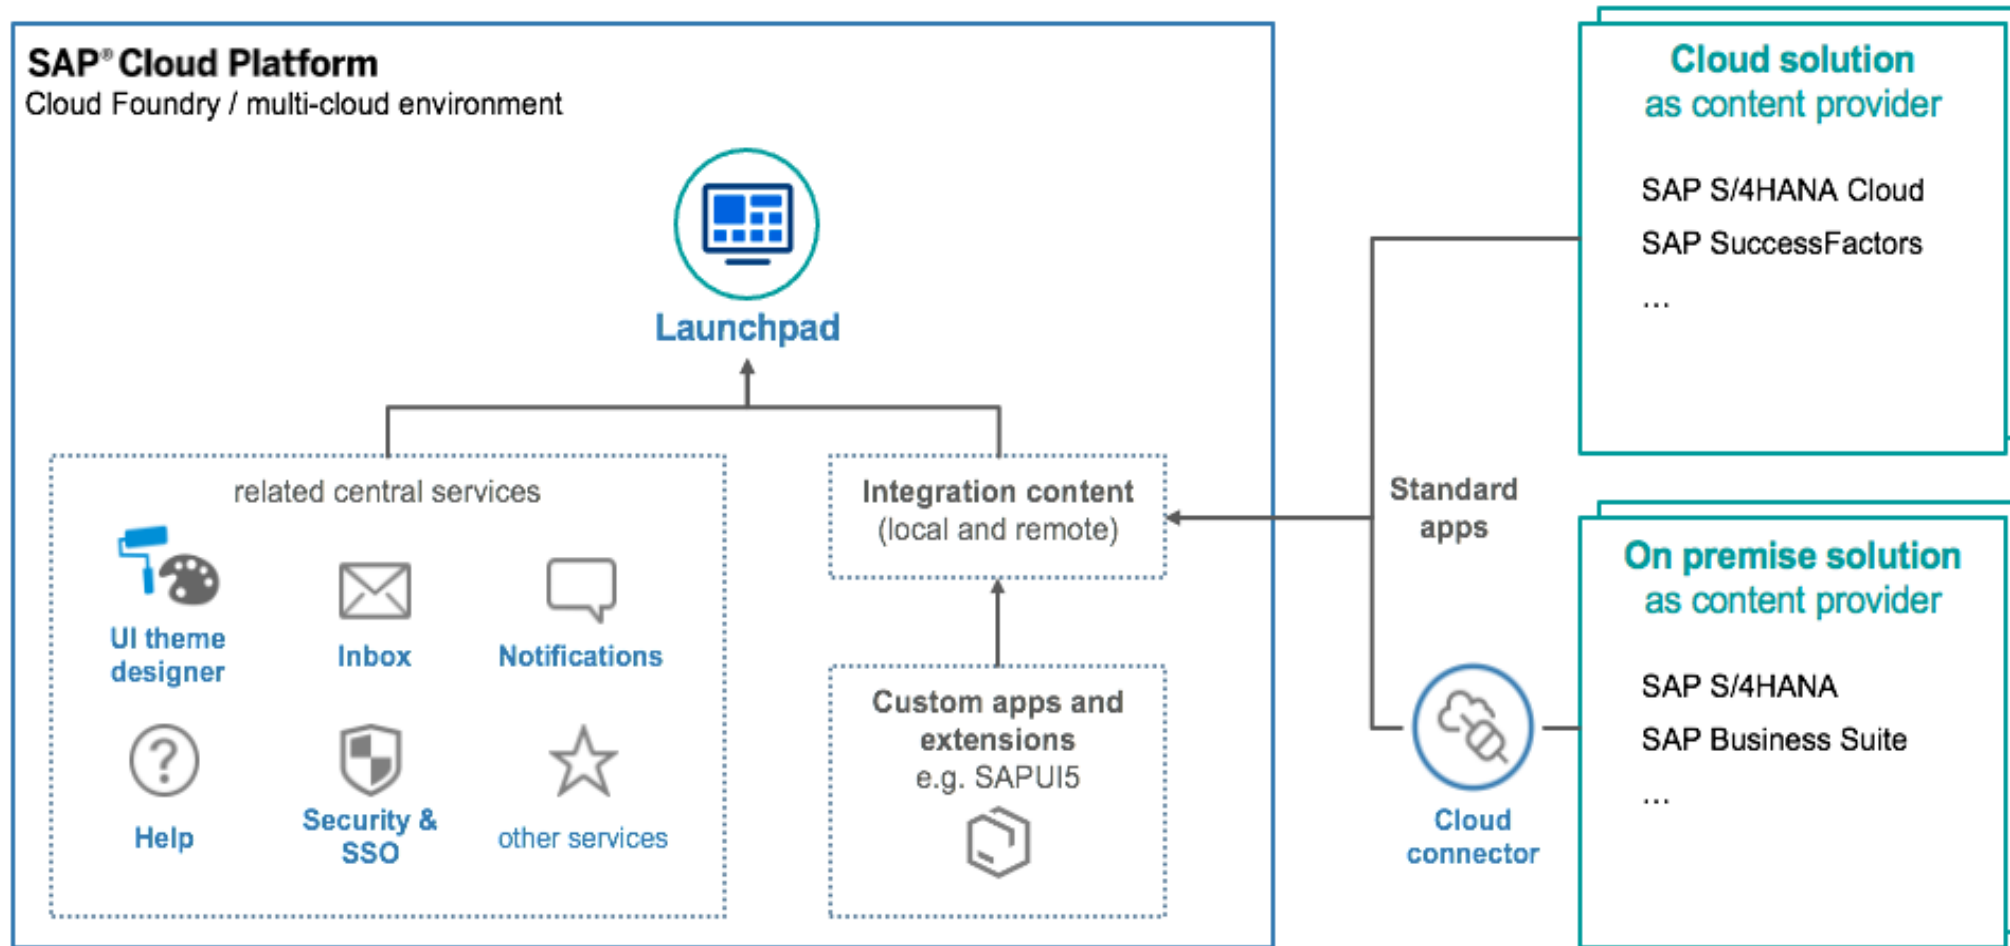 SAP® Cloud Platform
Cloud Foundry / multi-cloud environment
Launchpad
related central services
UI theme
designer
Inbox
Notifications
Help
Security &
SSO
other services
Integration content
(local and remote)
Custom apps and
extensions
e.g. SAPUI5
Standard
apps
Cloud
connector
Cloud solution
as content provider
SAP S/4HANA Cloud
SAP SuccessFactors
...
On premise solution
as content provider
SAP S/4HANA
SAP Business Suite
...